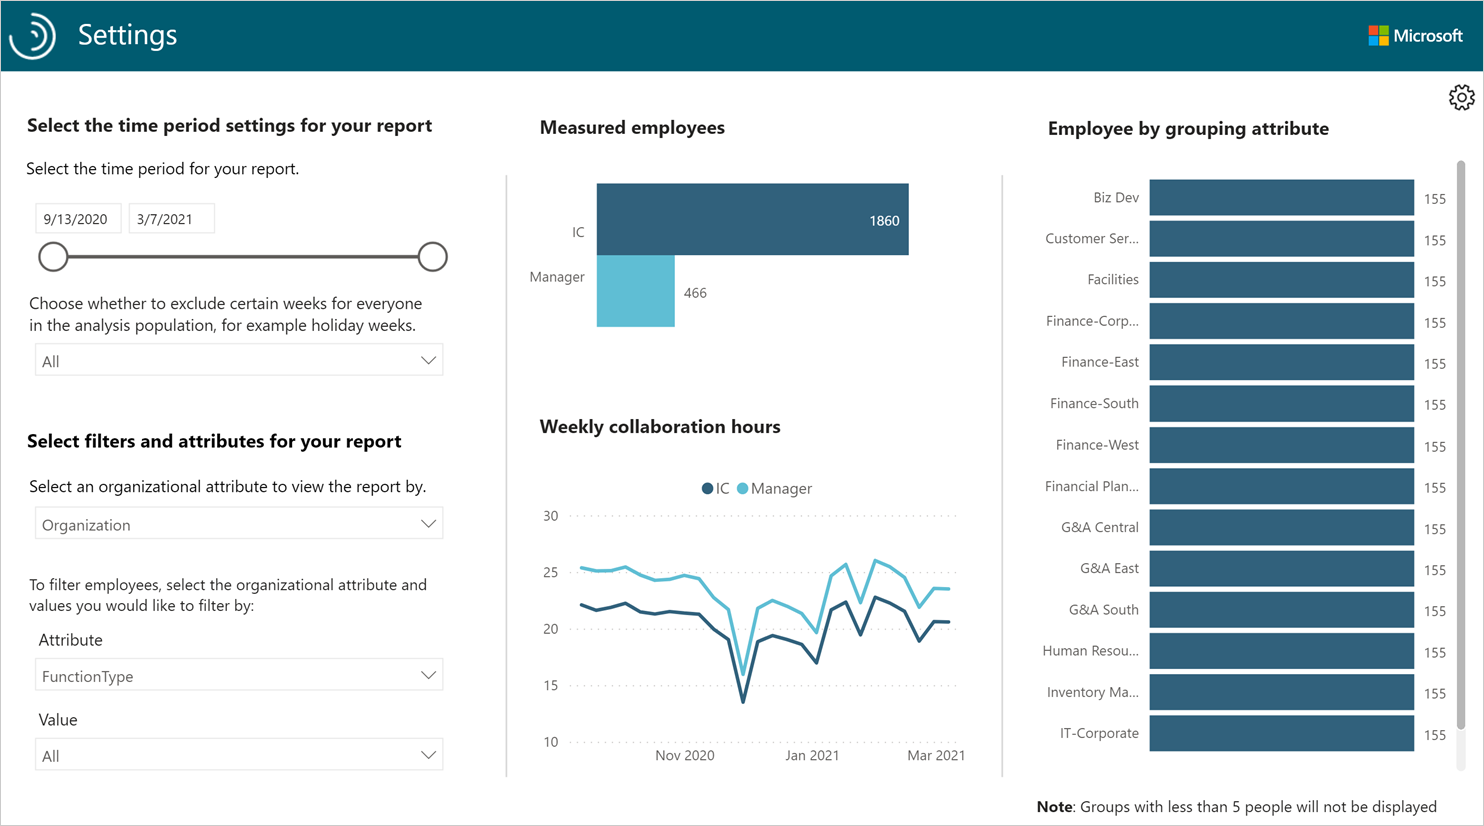 Settings
Microsoft
Select the time period settings for your report
Select the time period for your report.
9/13/2020
3/7/2021
Choose whether to exclude certain weeks for everyone
in the analysis population, for example holiday weeks.
All
Select filters and attributes for your report
Select an organizational attribute to view the report by.
Organization
To filter employees, select the organizational attribute and
values you would like to filter by:
Attribute
FunctionType
Value
All
Measured employees
IC 1860
Manager 466
Weekly collaboration hours
IC Manager
30
25
20
15
10
Nov 2020 Jan 2021 Mar 2021
Employee by grouping attribute
Biz Dev 155
Customer Ser... 155
Facilities 155
Finance-Corp... 155
Finance-East 155
Finance-South 155
Finance-West 155
Financial Plan... 155
G&A Central 155
G&A East 155
G&A South 155
Human Resou... 155
Inventory Ma... 155
IT-Corporate 155
Note: Groups with less than 5 people will not be displayed